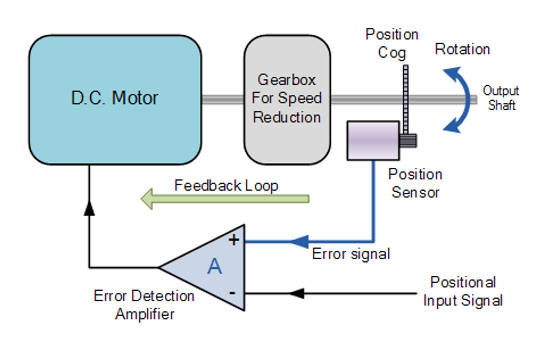 Position
Cog
Rotation
D.C. Motor
Gearbox
For Speed
Reduction
Output
Shaft
Position
Sensor
Feedback Loop
+
A
-
Error signal
Error Detection
Amplifier
Positional
Input Signal